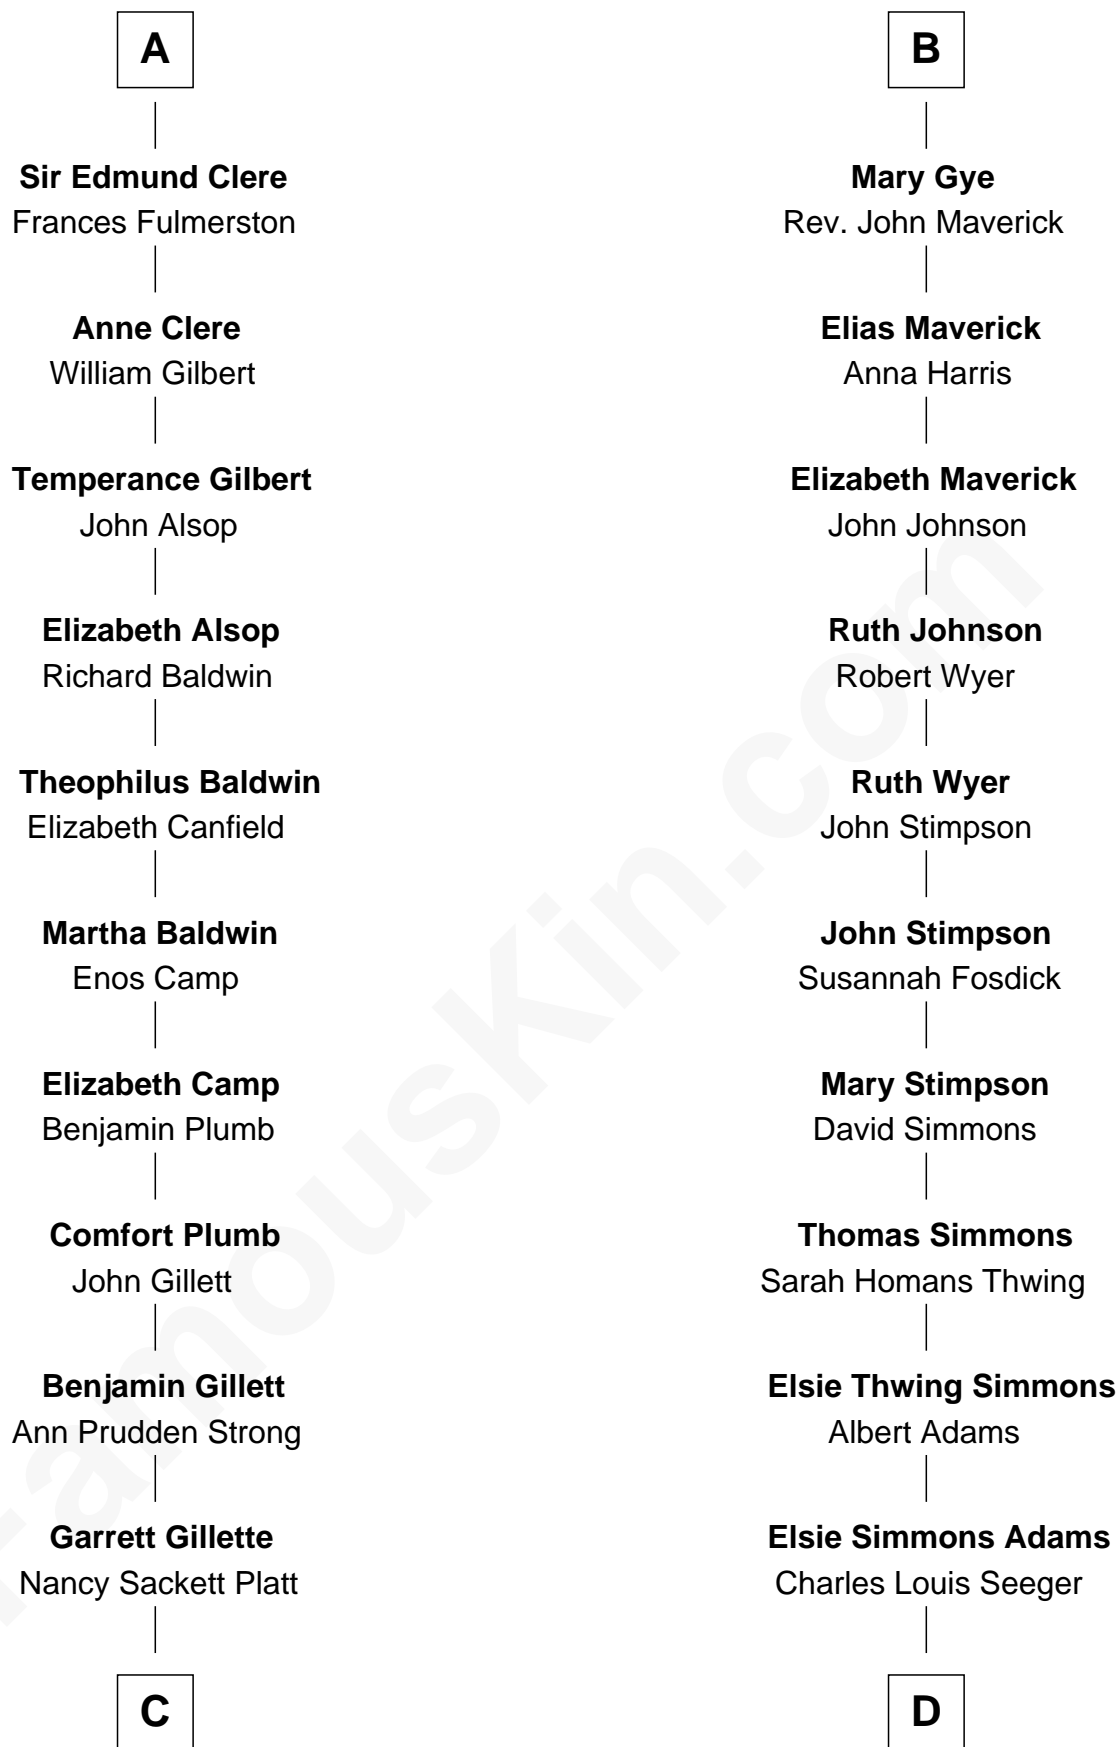 A
Sir Edmund Clere
Frances Fulmerston
Anne Clere
William Gilbert
Temperance Gilbert
John Alsop
Elizabeth Alsop
Richard Baldwin
Theophilus Baldwin
Elizabeth Canfield
Martha Baldwin
Enos Camp
Elizabeth Camp
Benjamin Plumb
Comfort Plumb
John Gillett
Benjamin Gillett
Ann Prudden Strong
Garrett Gillette
Nancy Sackett Platt
C
B
Mary Gye
Rev. John Maverick
Elias Maverick
Anna Harris
Elizabeth Maverick
John Johnson
Ruth Johnson
Robert Wyer
Ruth Wyer
John Stimpson
John Stimpson
Susannah Fosdick
Mary Stimpson
David Simmons
Thomas Simmons
Sarah Homans Thwing
Elsie Thwing Simmons
Albert Adams
Elsie Simmons Adams
Charles Louis Seeger
D
FamousKin.com